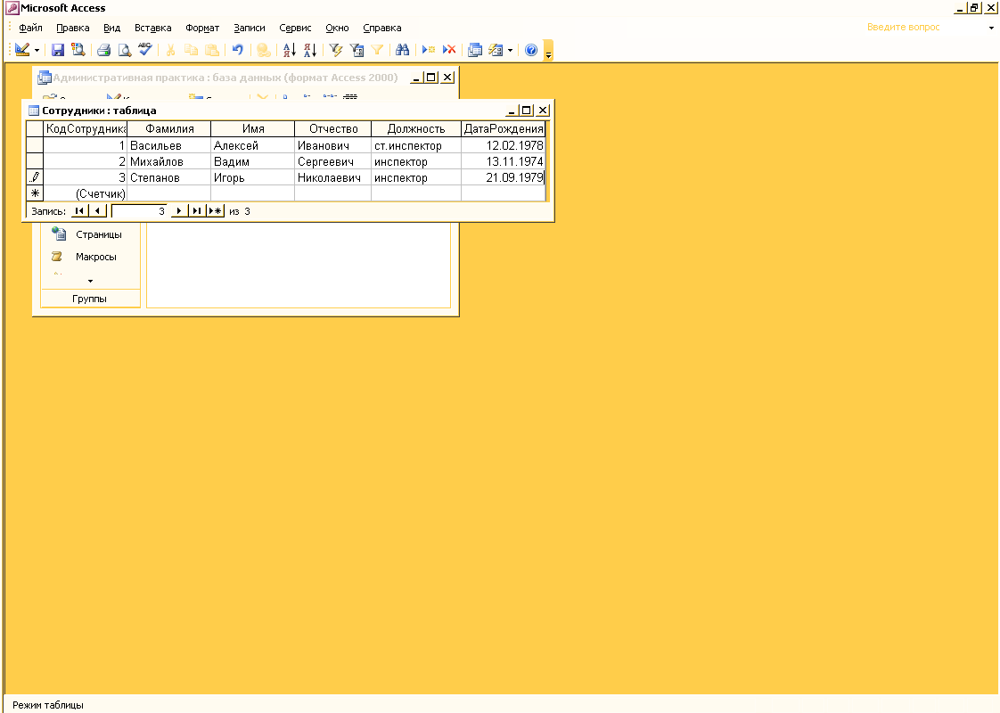 Microsoft Access
Файл Правка Вид Вставка Формат Записи Сервис Окно Справка Введите вопрос
Административная практика : база данных (формат Access 2000)
Сотрудники : таблица
КодСотрудника Фамилия Имя Отчество Должность ДатаРождения
1 Васильев Алексей Иванович ст.инспектор 12.02.1978
2 Михайлов Вадим Сергеевич инспектор 13.11.1974
3 Степанов Игорь Николаевич инспектор 21.09.1979
(Счетчик)
Запись: 3 из 3
Страницы
Макросы
Группы
Режим таблицы